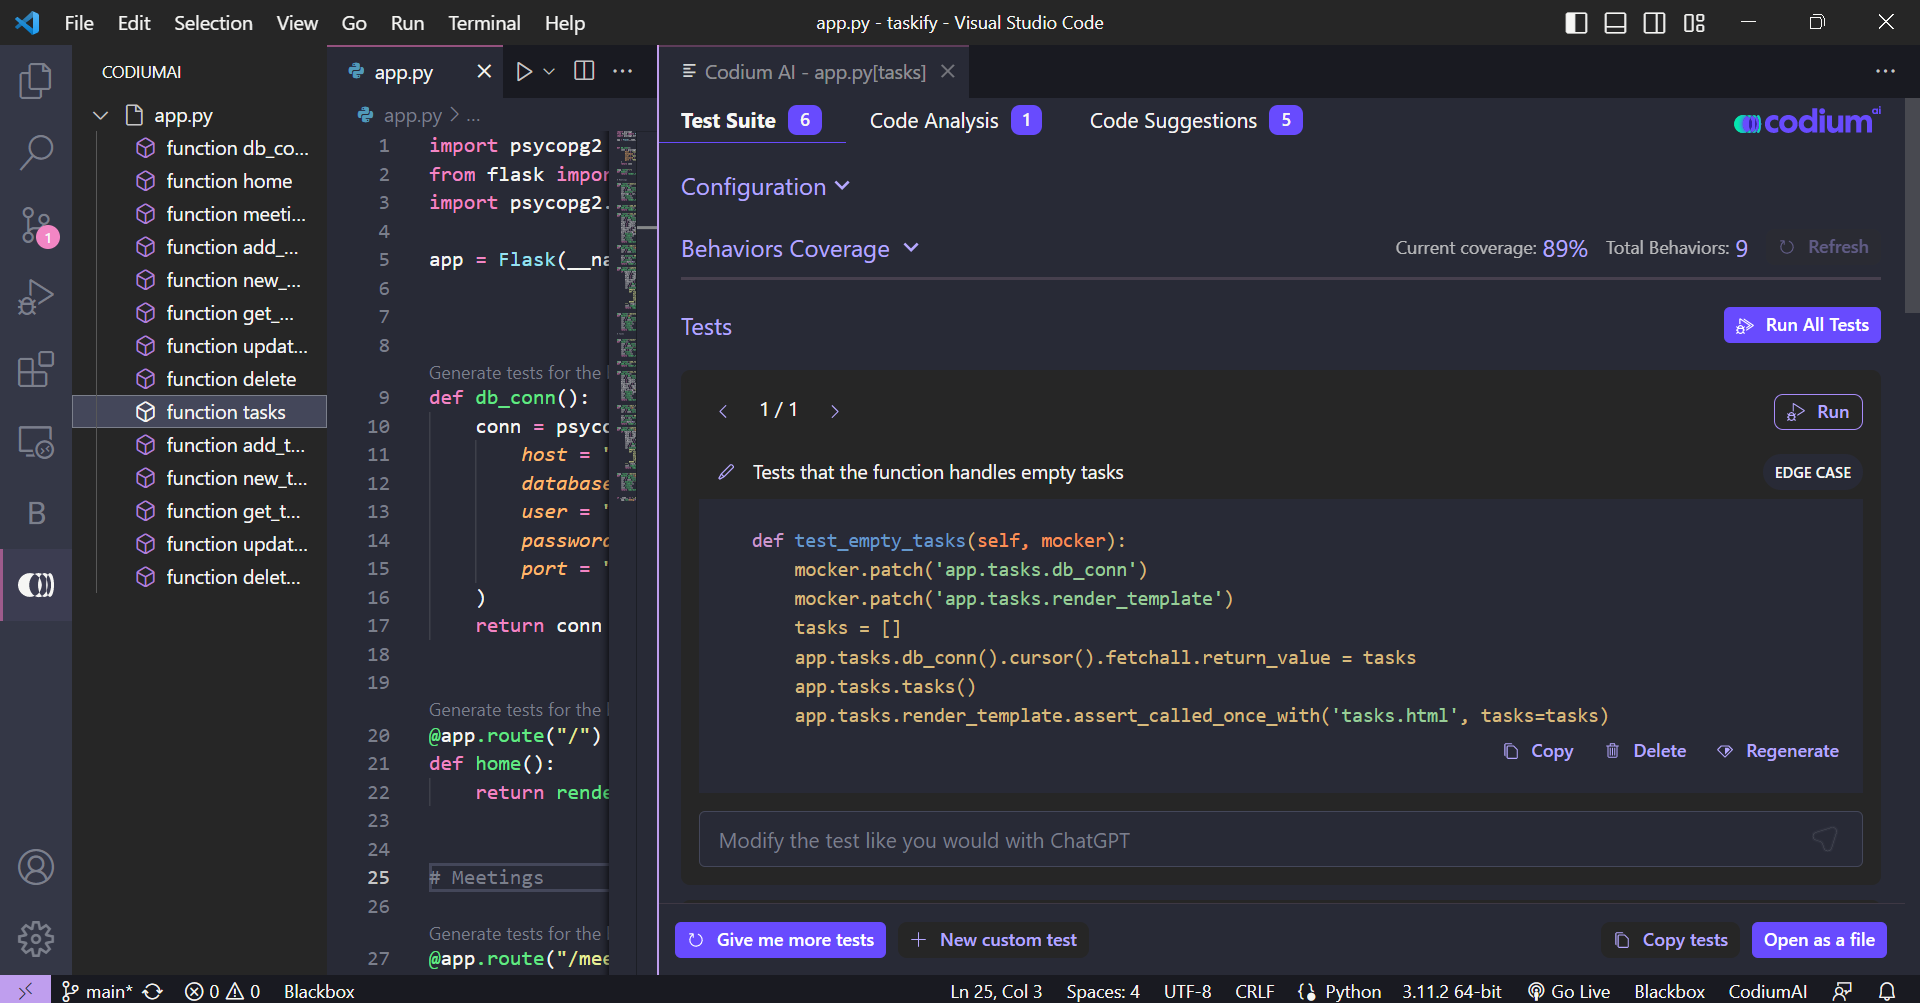 File Edit Selection View Go Run Terminal Help
app.py - taskify - Visual Studio Code
CODIUMAI
app.py
function db_co...
function home
function meeti...
function add_...
function new_...
function get_...
function updat...
function delete
function tasks
function add_t...
function new_t...
function get_t...
function updat...
function delet...
1
B
app.py
app.py > ...
1 import psycopg2
2 from flask impor
3 import psycopg2.
4
5 app = Flask(__na
6
7
8
Generate tests for the
9 def db_conn():
10 conn = psyco
11 host = '
12 database
13 user = '
14 password
15 port = '
16 )
17 return conn
18
19
Generate tests for the
20 @app.route("/")
21 def home():
22 return rende
23
24
25 # Meetings
26
Generate tests for the
27 @app.route("/mee
Codium AI - app.py[tasks]
Test Suite 6 Code Analysis 1 Code Suggestions 5
codium ai
Configuration
Behaviors Coverage
Current coverage: 89% Total Behaviors: 9 Refresh
Tests
Run All Tests
1 / 1
Run
Tests that the function handles empty tasks
EDGE CASE
def test_empty_tasks(self, mocker):
mocker.patch('app.tasks.db_conn')
mocker.patch('app.tasks.render_template')
tasks = []
app.tasks.db_conn().cursor().fetchall.return_value = tasks
app.tasks.tasks()
app.tasks.render_template.assert_called_once_with('tasks.html', tasks=tasks)
Copy Delete Regenerate
Modify the test like you would with ChatGPT
Give me more tests + New custom test Copy tests Open as a file
main* 0 0 Blackbox
Ln 25, Col 3 Spaces: 4 UTF-8 CRLF Python 3.11.2 64-bit Go Live Blackbox CodiumAI